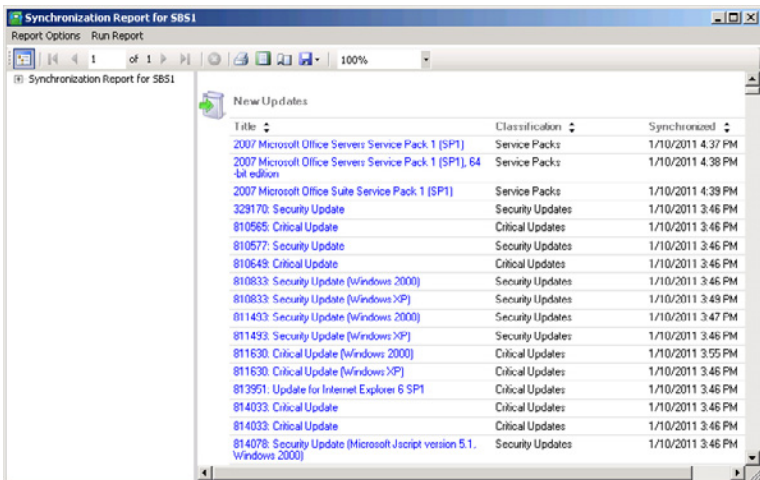 Synchronization Report for SBS1
Report Options Run Report
1 of 1 100%
Synchronization Report for SBS1
New Updates
Title Classification Synchronized
2007 Microsoft Office Servers Service Pack 1 (SP1) Service Packs 1/10/2011 4:37 PM
2007 Microsoft Office Servers Service Pack 1 (SP1), 64 Service Packs 1/10/2011 4:38 PM
-bit edition
2007 Microsoft Office Suite Service Pack 1 (SP1) Service Packs 1/10/2011 4:39 PM
329170: Security Update Security Updates 1/10/2011 3:46 PM
810565: Critical Update Critical Updates 1/10/2011 3:46 PM
810577: Security Update Security Updates 1/10/2011 3:46 PM
810649: Critical Update Critical Updates 1/10/2011 3:46 PM
810833: Security Update (Windows 2000) Security Updates 1/10/2011 3:46 PM
810833: Security Update (Windows XP) Security Updates 1/10/2011 3:49 PM
811493: Security Update (Windows 2000) Security Updates 1/10/2011 3:47 PM
811493: Security Update (Windows XP) Security Updates 1/10/2011 3:46 PM
811630: Critical Update (Windows 2000) Critical Updates 1/10/2011 3:55 PM
811630: Critical Update (Windows XP) Critical Updates 1/10/2011 3:46 PM
813951: Update for Internet Explorer 6 SP1 Critical Updates 1/10/2011 3:46 PM
814033: Critical Update Critical Updates 1/10/2011 3:46 PM
814033: Critical Update Critical Updates 1/10/2011 3:46 PM
814078: Security Update (Microsoft Jscript version 5.1, Security Updates 1/10/2011 3:46 PM
Windows 2000)